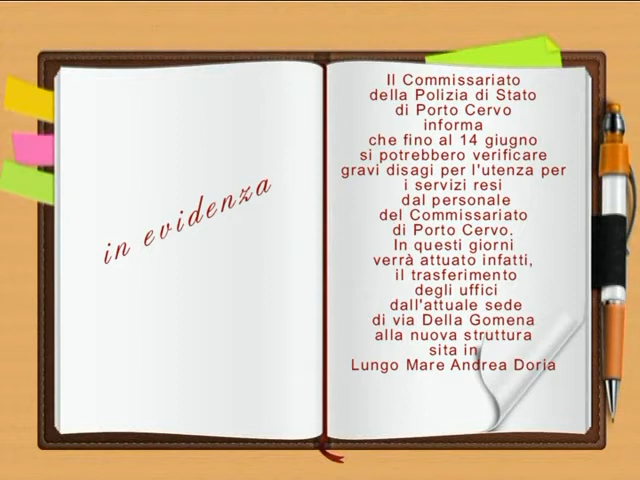 in evidenza
Il Commissariato
della Polizia di Stato
di Porto Cervo
informa
che fino al 14 giugno
si potrebbero verificare
gravi disagi per l'utenza per
i servizi resi
dal personale
del Commissariato
di Porto Cervo.
In questi giorni
verrà attuato infatti,
il trasferimento
degli uffici
dall'attuale sede
di via Della Gomena
alla nuova struttura
sita in
Lungo Mare Andrea Doria